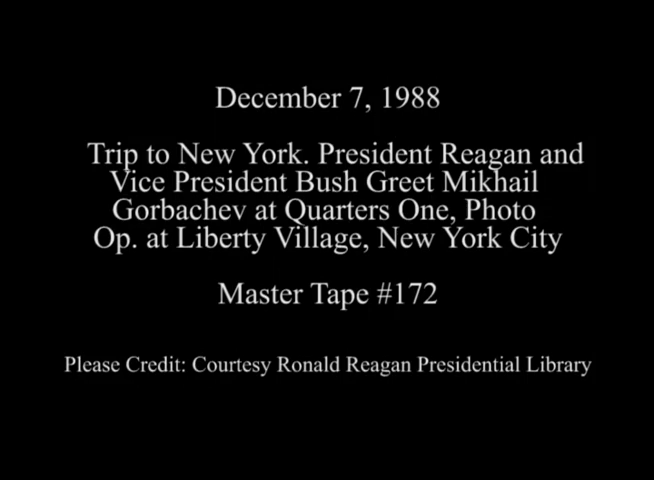 December 7, 1988
Trip to New York. President Reagan and
Vice President Bush Greet Mikhail
Gorbachev at Quarters One, Photo
Op. at Liberty Village, New York City
Master Tape #172
Please Credit: Courtesy Ronald Reagan Presidential Library